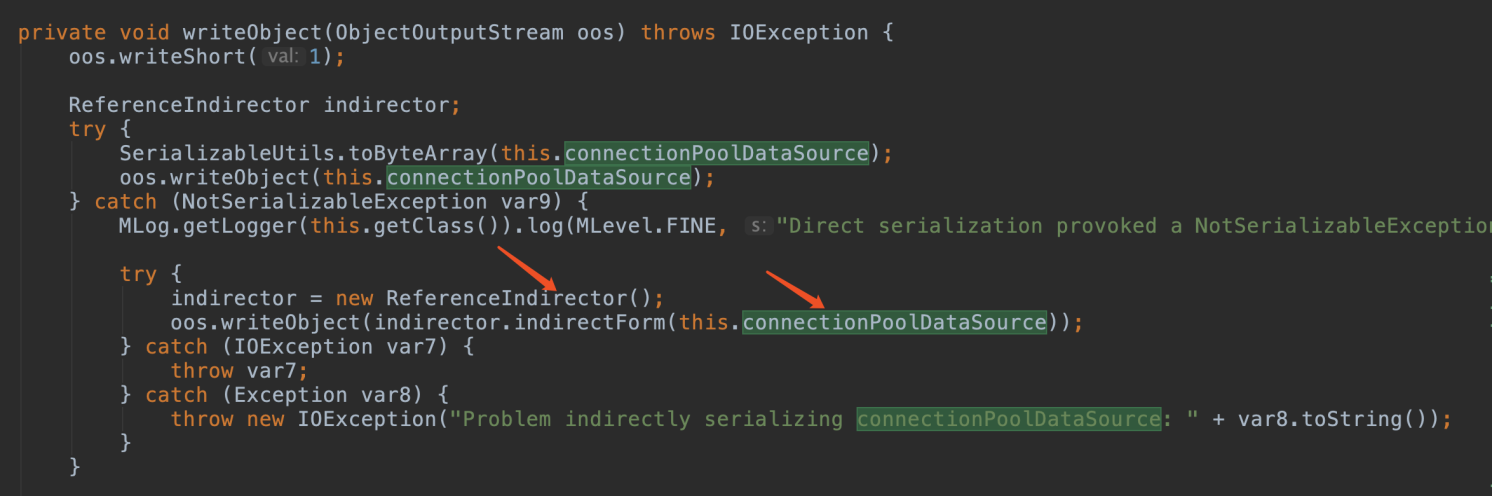 private void writeObject(ObjectOutputStream oos) throws IOException {
oos.writeShort( val: 1);
ReferenceIndirector indirector;
try {
SerializableUtils.toByteArray(this.connectionPoolDataSource);
oos.writeObject(this.connectionPoolDataSource);
} catch (NotSerializableException var9) {
MLog.getLogger(this.getClass()).log(MLevel.FINE, s: "Direct serialization provoked a NotSerializableException
try {
indirector = new ReferenceIndirector();
oos.writeObject(indirector.indirectForm(this.connectionPoolDataSource));
} catch (IOException var7) {
throw var7;
} catch (Exception var8) {
throw new IOException("Problem indirectly serializing connectionPoolDataSource: " + var8.toString());
}
}